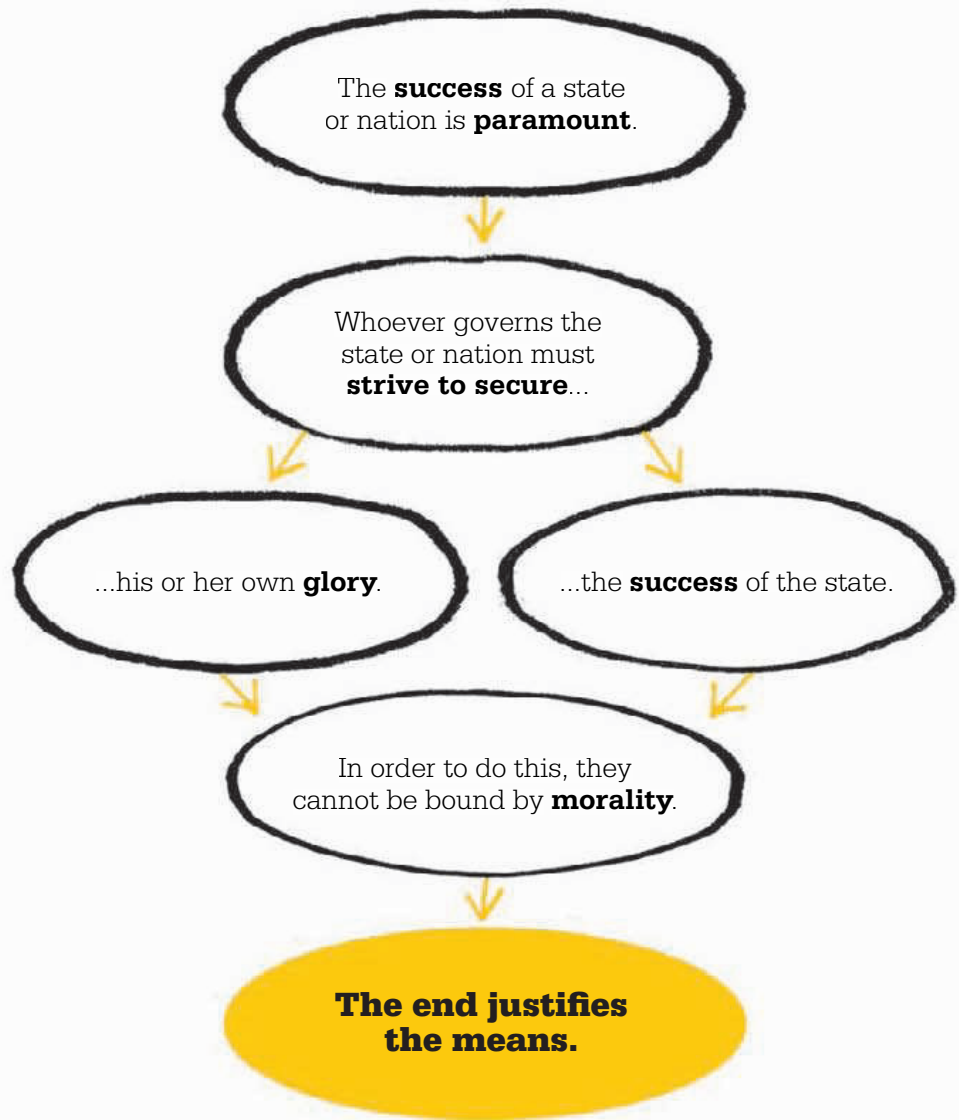 The success of a state
or nation is paramount.
Whoever governs the
state or nation must
strive to secure...
...his or her own glory.
...the success of the state.
In order to do this, they
cannot be bound by morality.
The end justifies
the means.